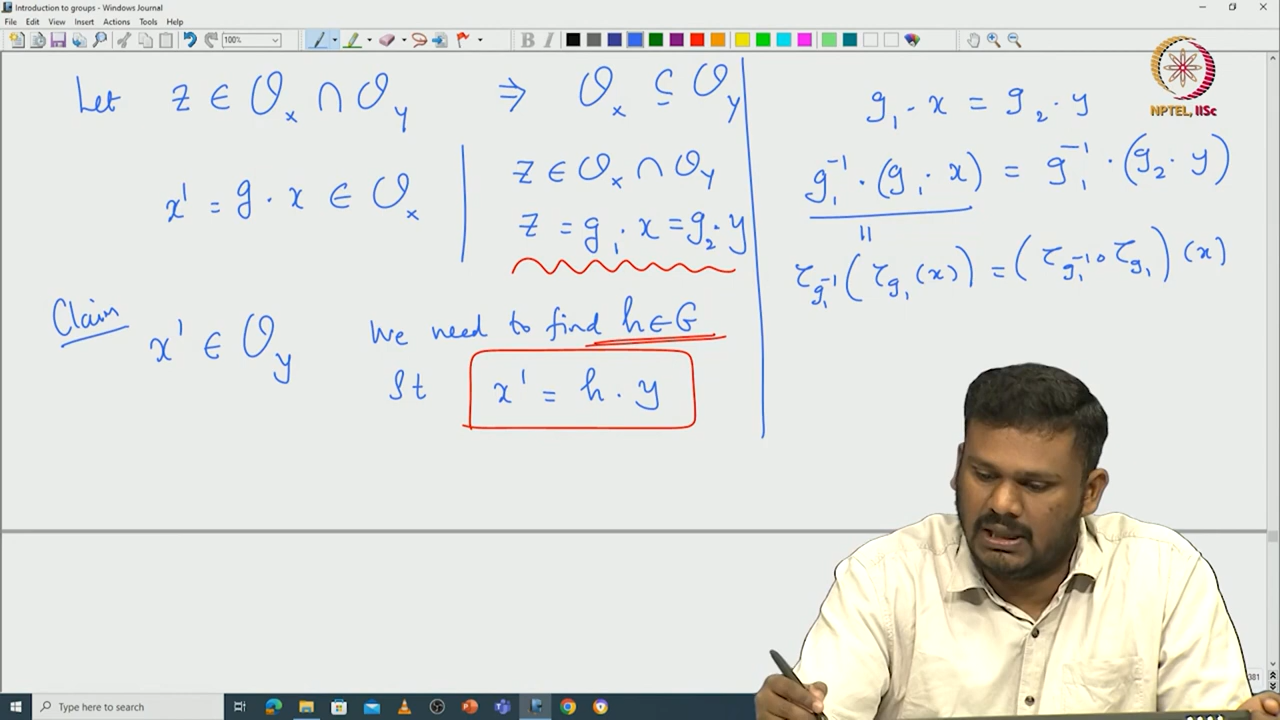 Introduction to groups - Windows Journal
File Edit View Insert Actions Tools Help
100%
B I
Let z ∈ O_x ∩ O_y ⇒ O_x ⊆ O_y
x' = g · x ∈ O_x
z ∈ O_x ∩ O_y
z = g_1 · x = g_2 · y
Claim x' ∈ O_y We need to find h ∈ G
St x' = h · y
g_1 · x = g_2 · y
g_1^{-1} · (g_1 · x) = g_1^{-1} · (g_2 · y)
=
τ_{g_1^{-1}} (τ_{g_1} (x)) = (τ_{g_1^{-1}} ∘ τ_{g_1}) (x)
NPTEL, IISc
381
Type here to search